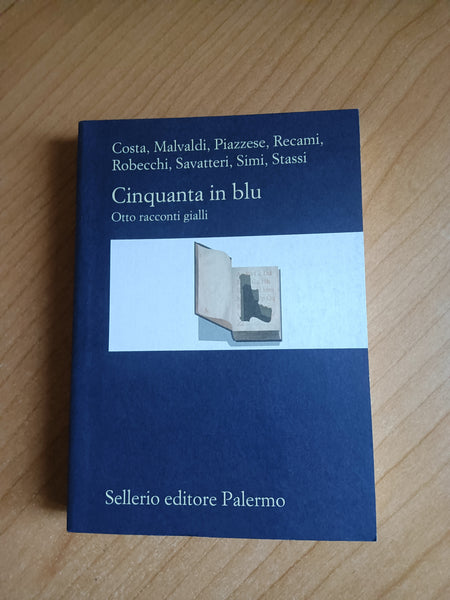 Costa, Malvaldi, Piazzese, Recami,
Robecchi, Savatteri, Simi, Stassi
Cinquanta in blu
Otto racconti gialli
Sellerio editore Palermo